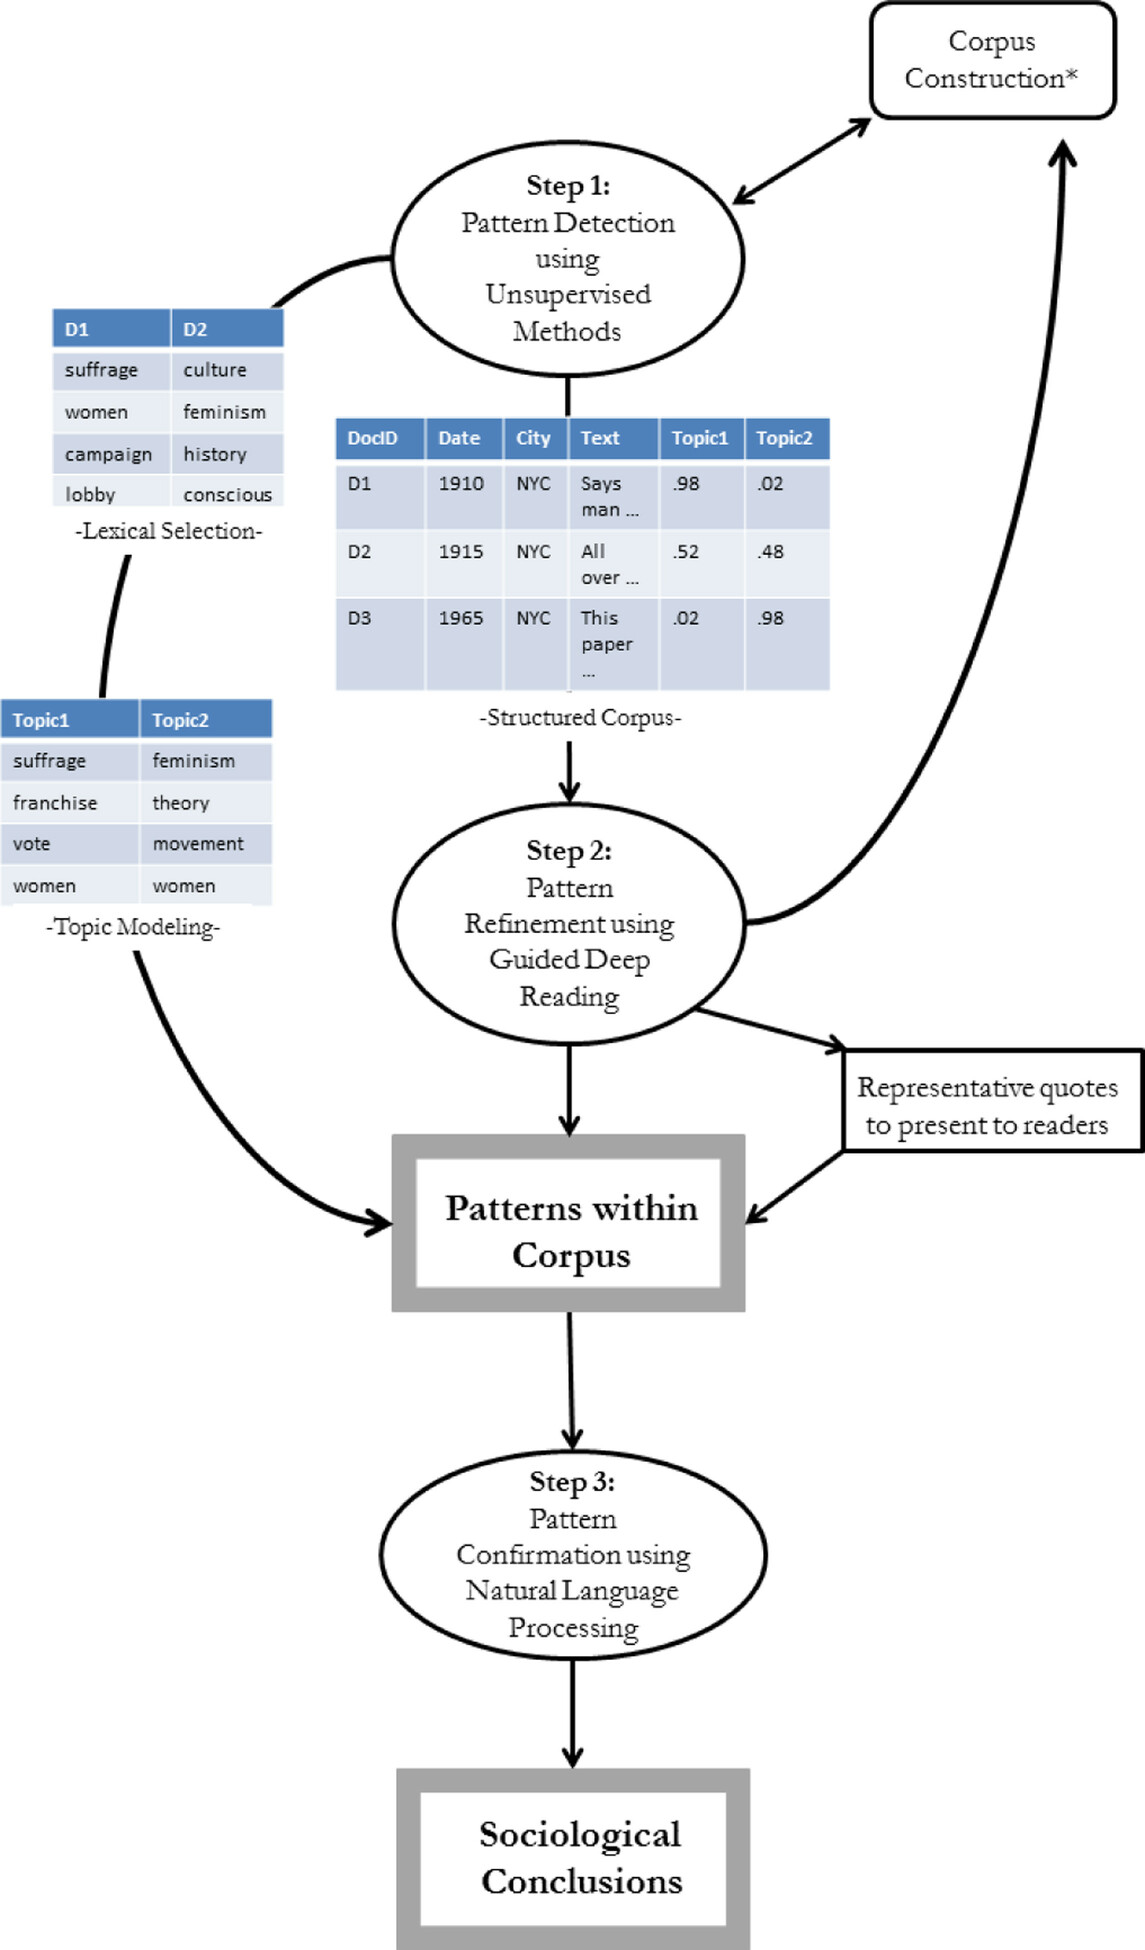 Corpus
Construction*
Step 1:
Pattern Detection
using
Unsupervised
Methods
D1 D2
suffrage culture
women feminism
campaign history
lobby conscious
-Lexical Selection-
DocID Date City Text Topic1 Topic2
D1 1910 NYC Says .98 .02
man ...
D2 1915 NYC All .52 .48
over ...
D3 1965 NYC This .02 .98
paper
...
-Structured Corpus-
Topic1 Topic2
suffrage feminism
franchise theory
vote movement
women women
-Topic Modeling-
Step 2:
Pattern
Refinement using
Guided Deep
Reading
Representative quotes
to present to readers
Patterns within
Corpus
Step 3:
Pattern
Confirmation using
Natural Language
Processing
Sociological
Conclusions